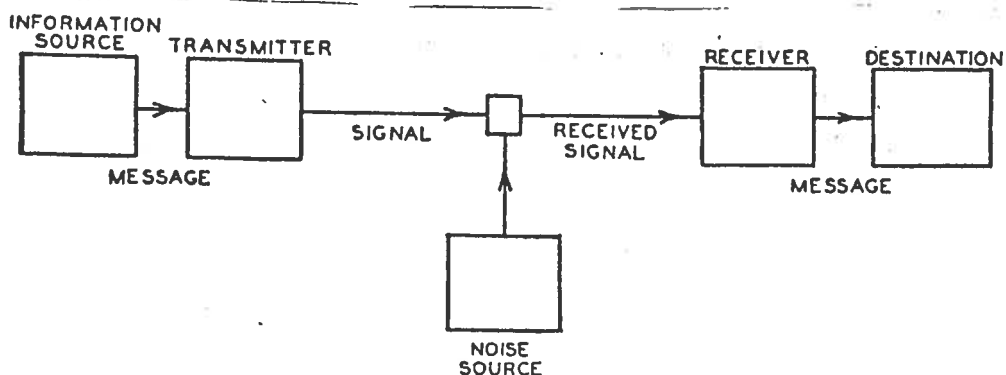 INFORMATION
SOURCE
TRANSMITTER
RECEIVER
DESTINATION
SIGNAL
RECEIVED
SIGNAL
MESSAGE
MESSAGE
NOISE
SOURCE